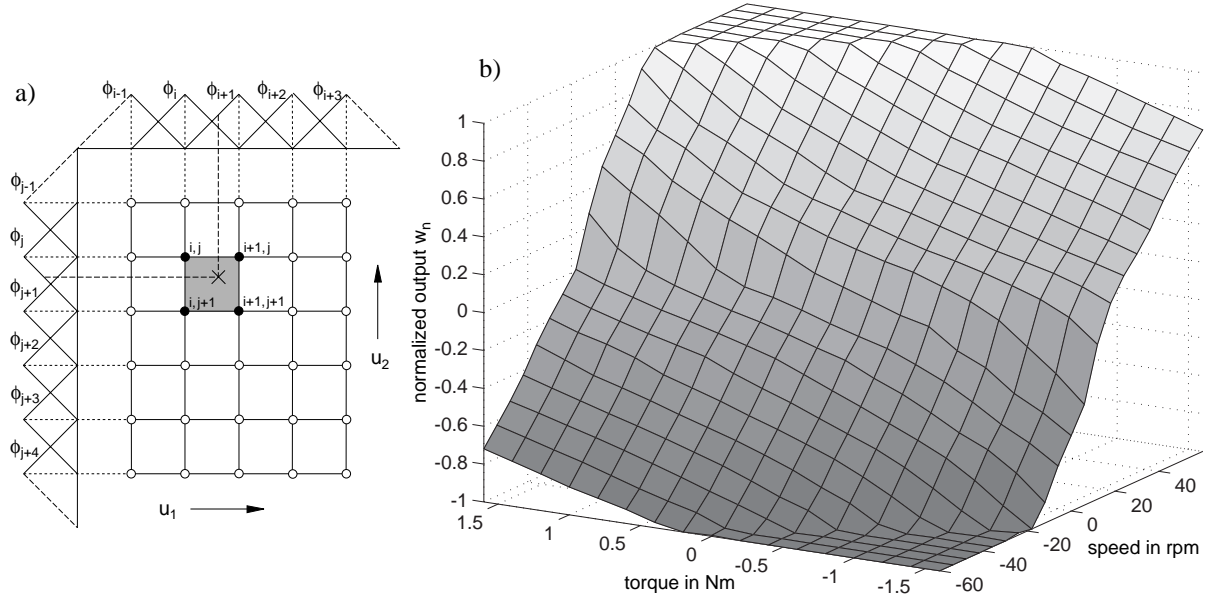 a)
ϕi-1 ϕi ϕi+1 ϕi+2 ϕi+3
ϕj-1
ϕj
ϕj+1
ϕj+2
ϕj+3
ϕj+4
i, j i+1, j
i, j+1 i+1, j+1
u1
u2
b)
normalized output wn
1
0.8
0.6
0.4
0.2
0
-0.2
-0.4
-0.6
-0.8
-1
1.5 1 0.5 0 -0.5 -1 -1.5
torque in Nm
-60 -40 -20 0 20 40
speed in rpm